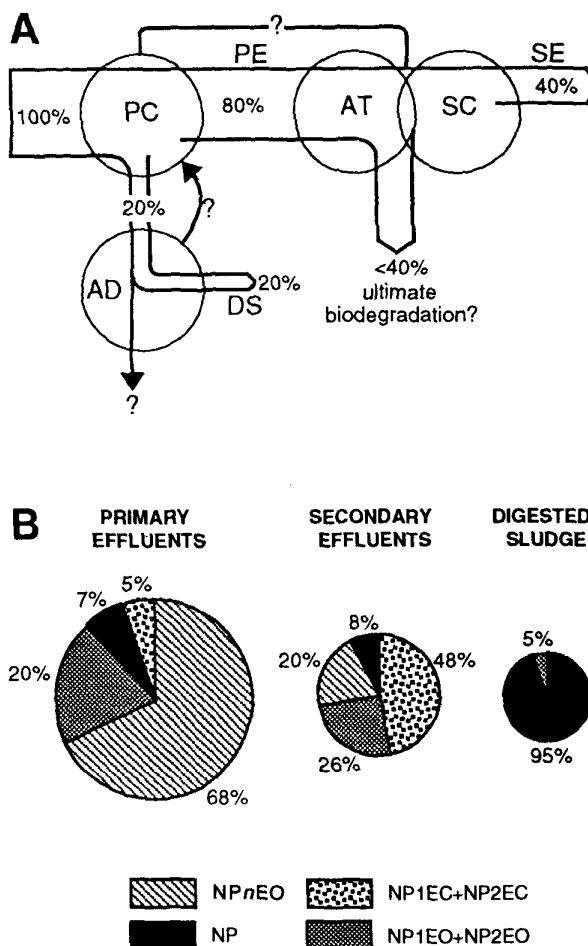 A
?
PE
SE
100%
PC
80%
AT
SC
40%
20%
?
AD
20%
DS
<40%
ultimate
biodegradation?
?
B
PRIMARY
EFFLUENTS
SECONDARY
EFFLUENTS
DIGESTED
SLUDGE
7%
5%
20%
68%
8%
20%
48%
26%
5%
95%
NPnEO
NP1EC+NP2EC
NP
NP1EO+NP2EO